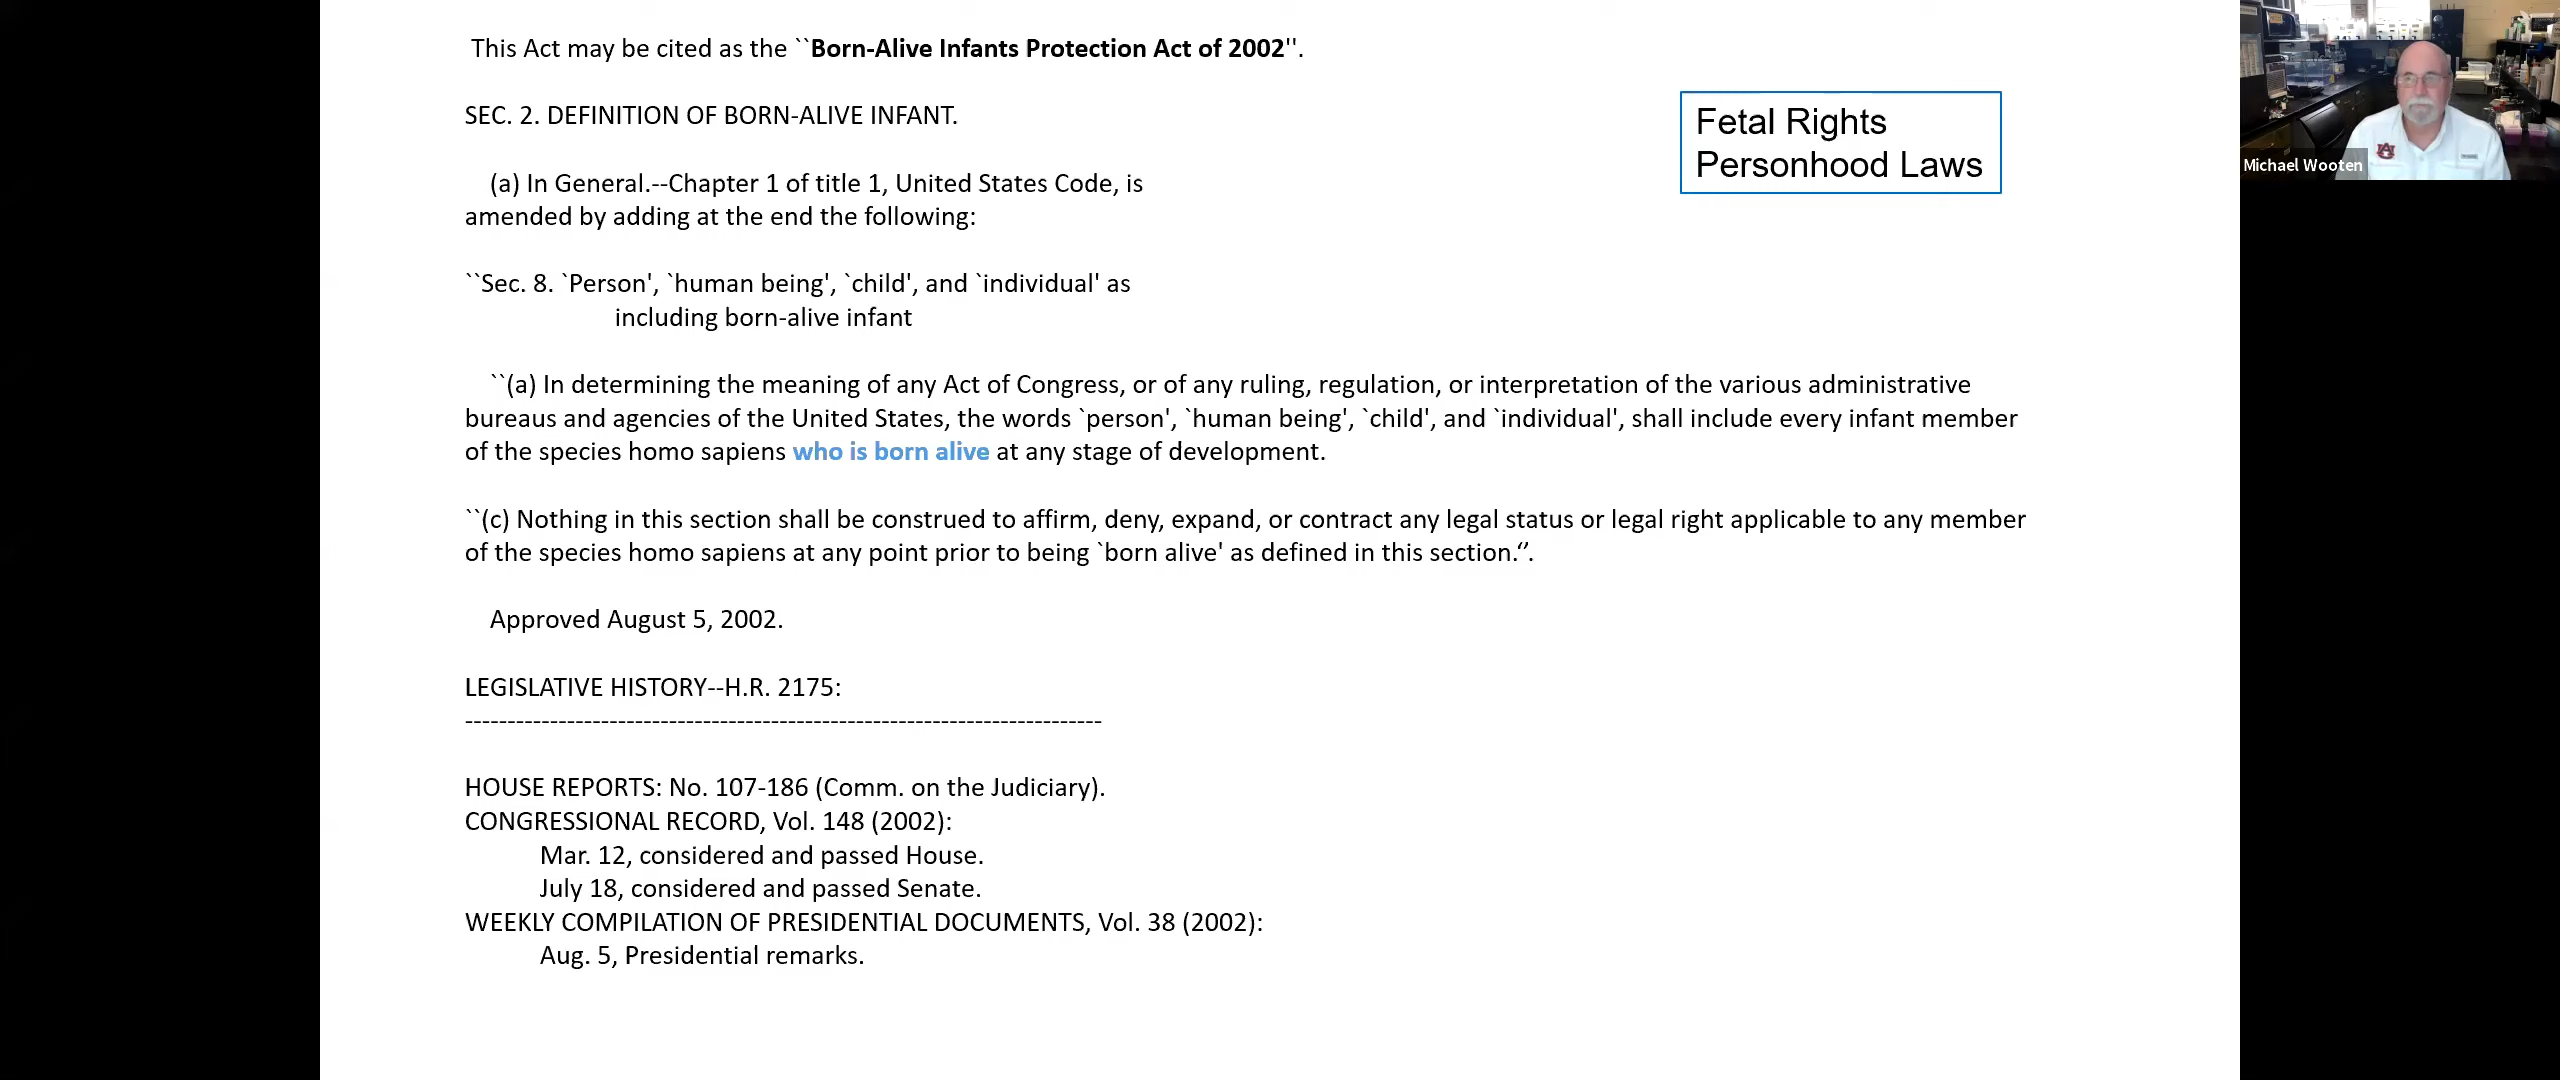 This Act may be cited as the ``Born-Alive Infants Protection Act of 2002''.
SEC. 2. DEFINITION OF BORN-ALIVE INFANT.
(a) In General.--Chapter 1 of title 1, United States Code, is
amended by adding at the end the following:
``Sec. 8. `Person', `human being', `child', and `individual' as
including born-alive infant
``(a) In determining the meaning of any Act of Congress, or of any ruling, regulation, or interpretation of the various administrative
bureaus and agencies of the United States, the words `person', `human being', `child', and `individual', shall include every infant member
of the species homo sapiens who is born alive at any stage of development.
``(c) Nothing in this section shall be construed to affirm, deny, expand, or contract any legal status or legal right applicable to any member
of the species homo sapiens at any point prior to being `born alive' as defined in this section.‘’.
Approved August 5, 2002.
LEGISLATIVE HISTORY--H.R. 2175:
---------------------------------------------------------------------------
HOUSE REPORTS: No. 107-186 (Comm. on the Judiciary).
CONGRESSIONAL RECORD, Vol. 148 (2002):
Mar. 12, considered and passed House.
July 18, considered and passed Senate.
WEEKLY COMPILATION OF PRESIDENTIAL DOCUMENTS, Vol. 38 (2002):
Aug. 5, Presidential remarks.
Fetal Rights
Personhood Laws
Michael Wooten
AU